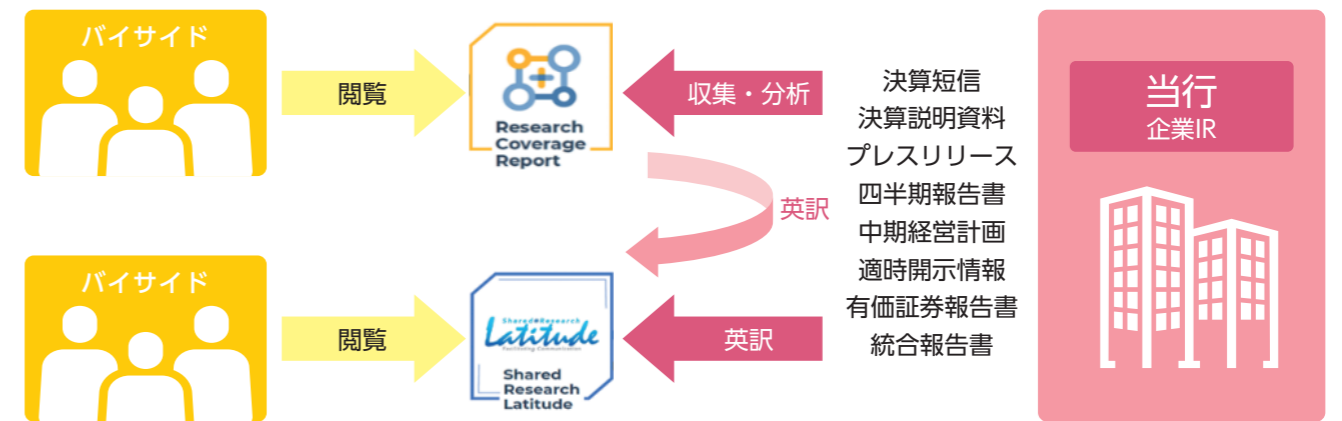 バイサイド
閲覧
Research
Coverage
Report
収集・分析
決算短信
決算説明資料
プレスリリース
四半期報告書
中期経営計画
適時開示情報
有価証券報告書
統合報告書
当行
企業IR
英訳
バイサイド
閲覧
Shared Research
Latitude
Facilitating Communication
Shared
Research
Latitude
英訳